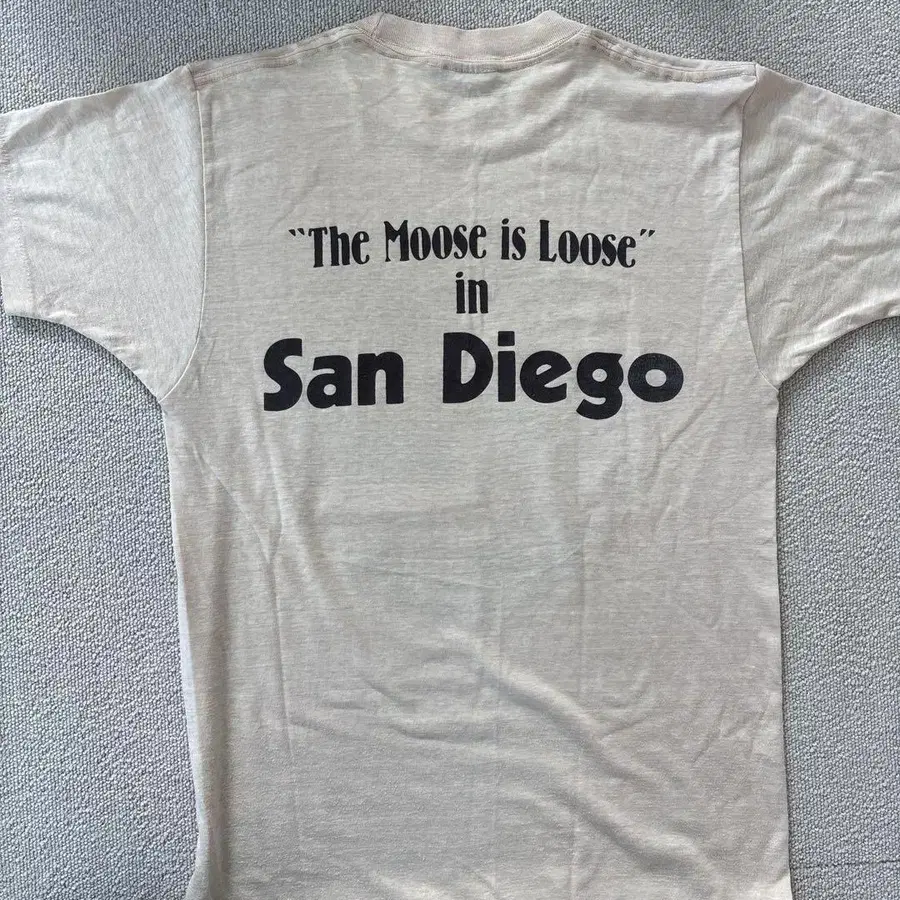 "The Moose is Loose"
in
San Diego